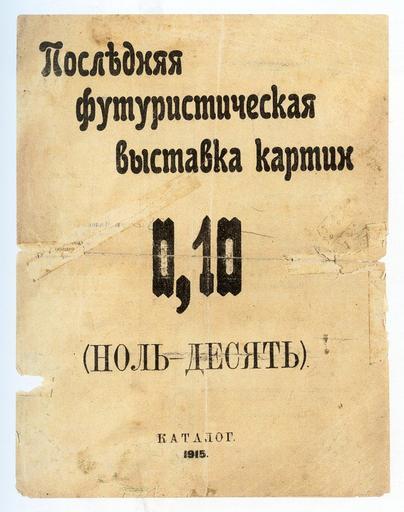 Послѣдняя
футуристическая
выставка картин
0,10
(НОЛЬ-ДЕСЯТЬ)
КАТАЛОГ.
1915.